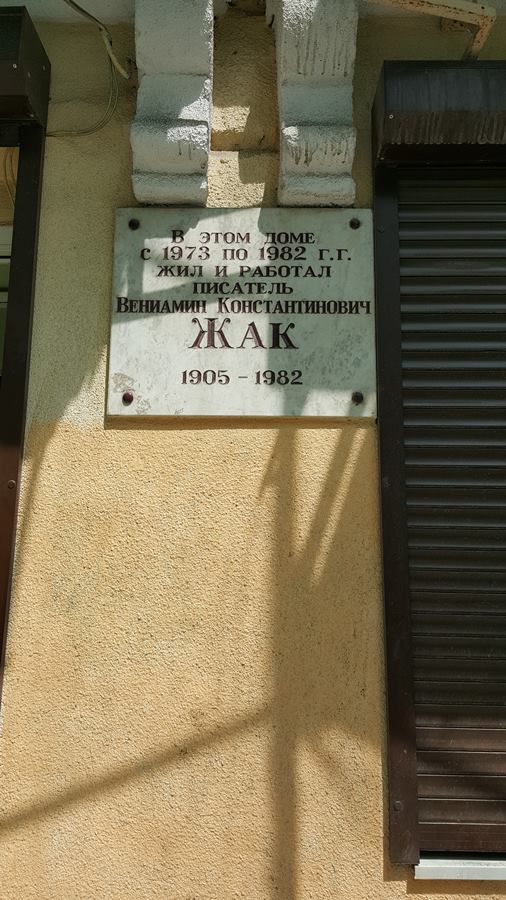 В ЭТОМ ДОМЕ
С 1973 ПО 1982 Г.Г.
ЖИЛ И РАБОТАЛ
ПИСАТЕЛЬ
ВЕНИАМИН КОНСТАНТИНОВИЧ
ЖАК
1905 - 1982